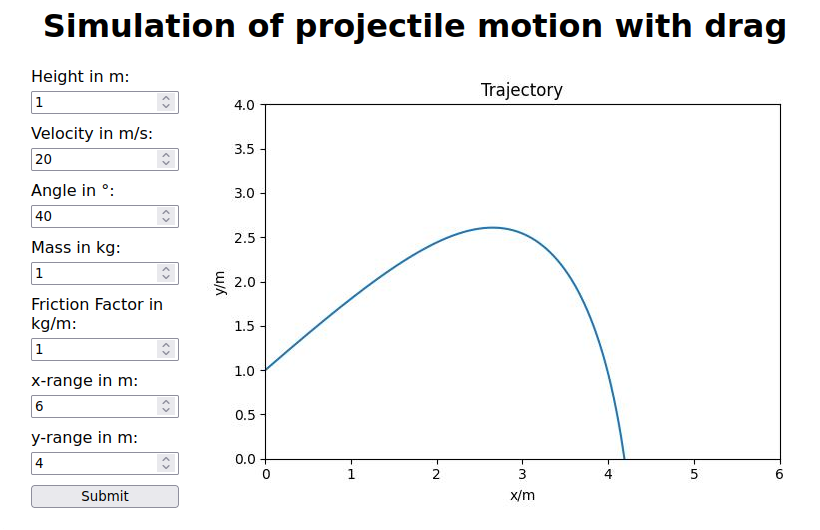 Simulation of projectile motion with drag
Height in m:
1
Velocity in m/s:
20
Angle in °:
40
Mass in kg:
1
Friction Factor in
kg/m:
1
x-range in m:
6
y-range in m:
4
Submit
Trajectory
4.0
3.5
3.0
2.5
2.0
1.5
1.0
0.5
0.0
y/m
0 1 2 3 4 5 6
x/m